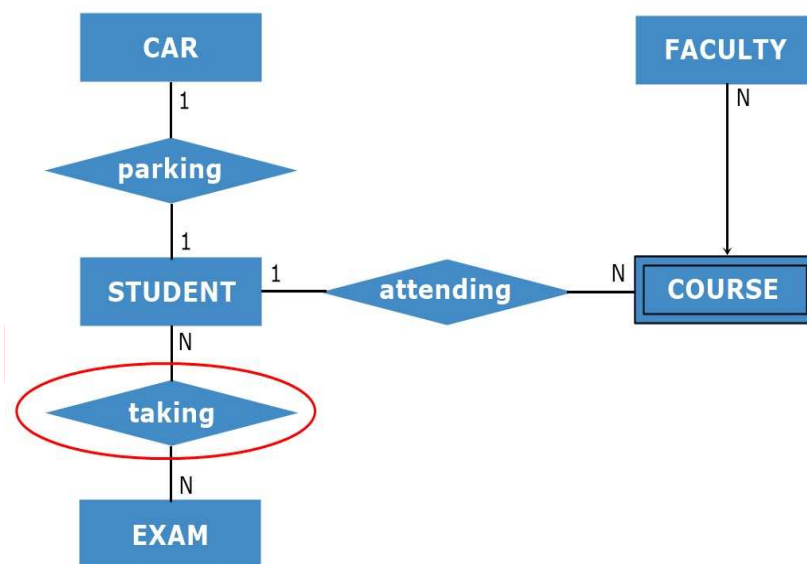 CAR
FACULTY
1
N
parking
1
STUDENT
1
attending
N
COURSE
N
taking
N
EXAM